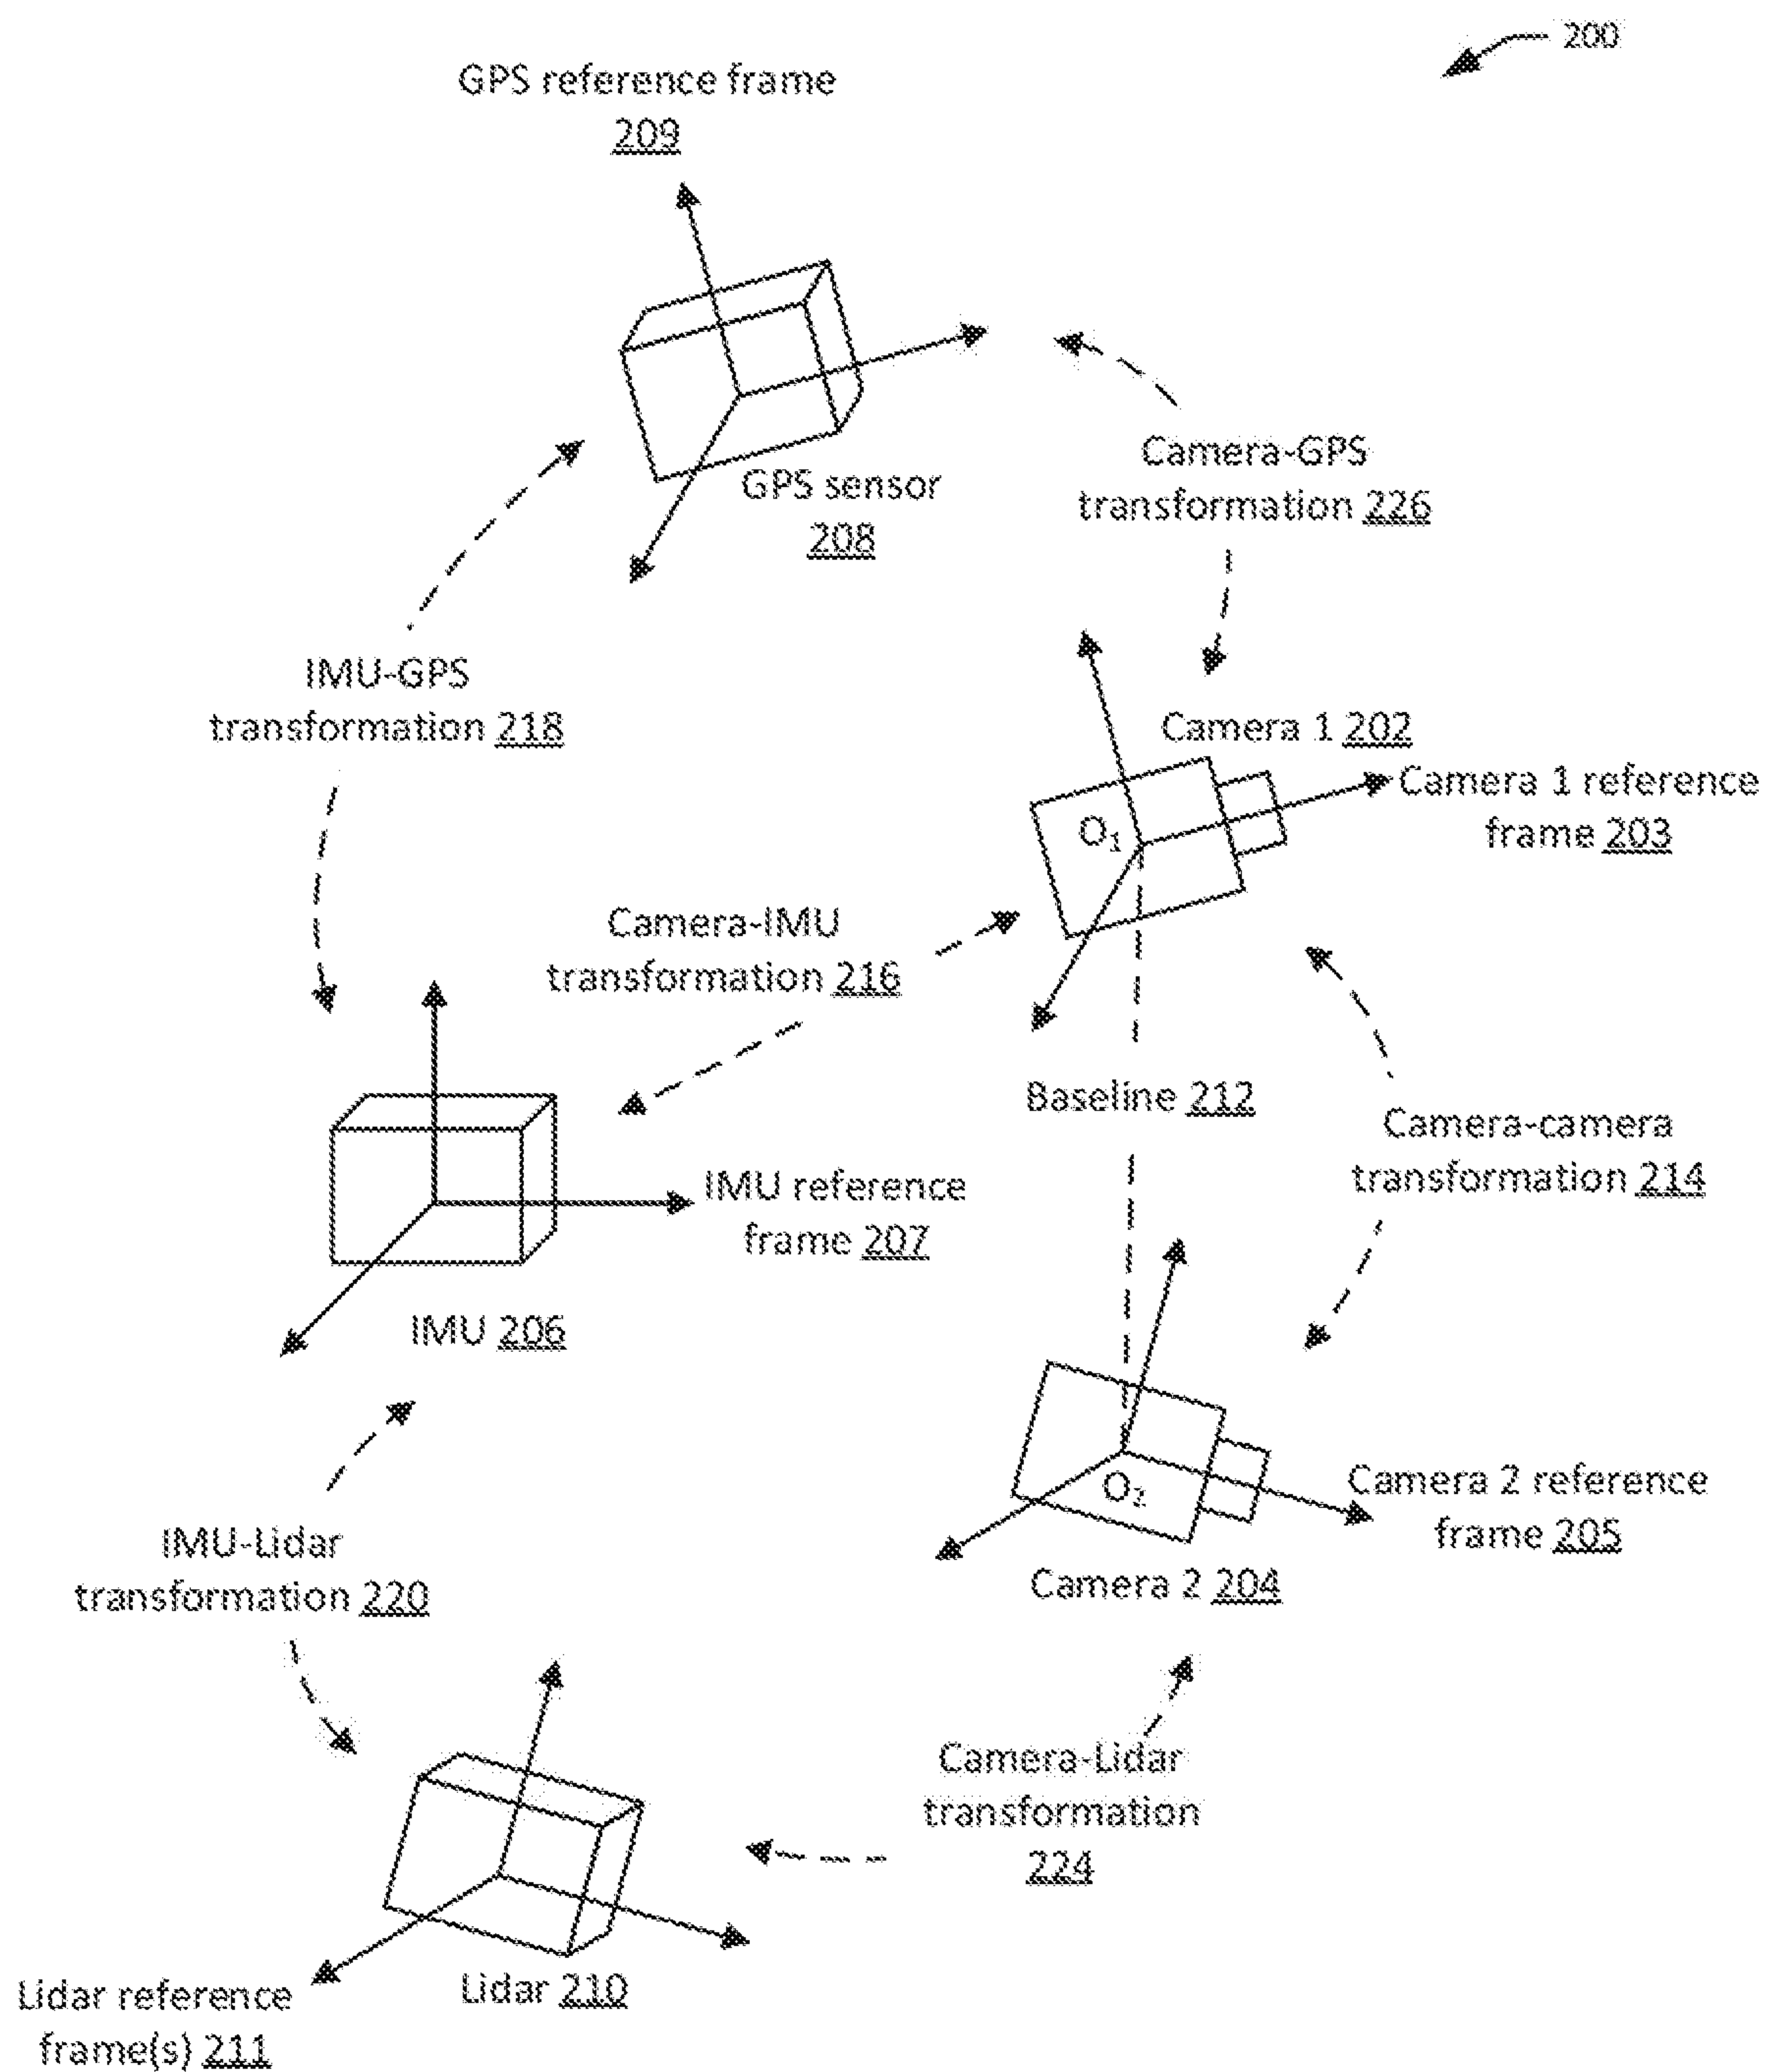 200
GPS reference frame
209
GPS sensor
208
Camera-GPS
transformation 226
IMU-GPS
transformation 218
Camera 1 202
Camera 1 reference
frame 203
O₁
Camera-IMU
transformation 216
Baseline 212
Camera-camera
transformation 214
IMU reference
frame 207
IMU 206
O₂
Camera 2 reference
frame 205
Camera 2 204
IMU-Lidar
transformation 220
Camera-Lidar
transformation
224
Lidar 210
Lidar reference
frame(s) 211